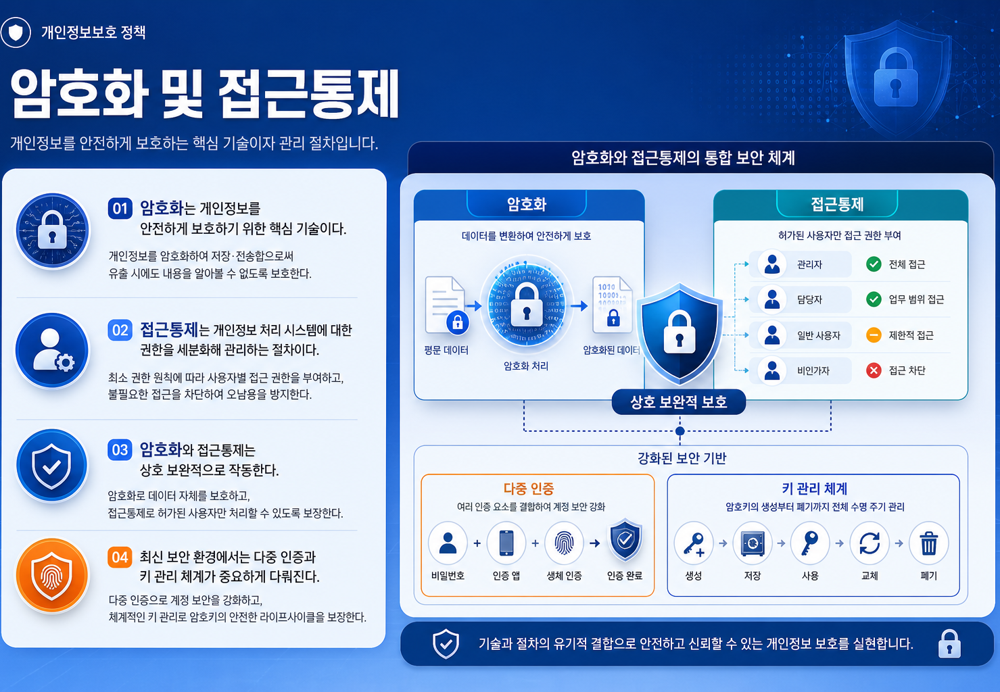 개인정보보호 정책
암호화 및 접근통제
개인정보를 안전하게 보호하는 핵심 기술이자 관리 절차입니다.
01 암호화는 개인정보를
안전하게 보호하기 위한 핵심 기술이다.
개인정보를 암호화하여 저장·전송함으로써
유출 시에도 내용을 알아볼 수 없도록 보호한다.
02 접근통제는 개인정보 처리 시스템에 대한
권한을 세분화해 관리하는 절차이다.
최소 권한 원칙에 따라 사용자별 접근 권한을 부여하고,
불필요한 접근을 차단하여 오남용을 방지한다.
03 암호화와 접근통제는
상호 보완적으로 작동한다.
암호화로 데이터 자체를 보호하고,
접근통제로 허가된 사용자만 처리할 수 있도록 보장한다.
04 최신 보안 환경에서는 다중 인증과
키 관리 체계가 중요하게 다뤄진다.
다중 인증으로 계정 보안을 강화하고,
체계적인 키 관리로 암호키의 안전한 라이프사이클을 보장한다.
암호화와 접근통제의 통합 보안 체계
암호화
데이터를 변환하여 안전하게 보호
평문 데이터
암호화 처리
1010
암호화된 데이터
접근통제
허가된 사용자만 접근 권한 부여
관리자 전체 접근
담당자 업무 범위 접근
일반 사용자 제한적 접근
비인가자 접근 차단
상호 보완적 보호
강화된 보안 기반
다중 인증
여러 인증 요소를 결합하여 계정 보안 강화
비밀번호 + 인증 앱 + 생체 인증 → 인증 완료
키 관리 체계
암호키의 생성부터 폐기까지 전체 수명 주기 관리
생성 → 저장 → 사용 → 교체 → 폐기
기술과 절차의 유기적 결합으로 안전하고 신뢰할 수 있는 개인정보 보호를 실현합니다.